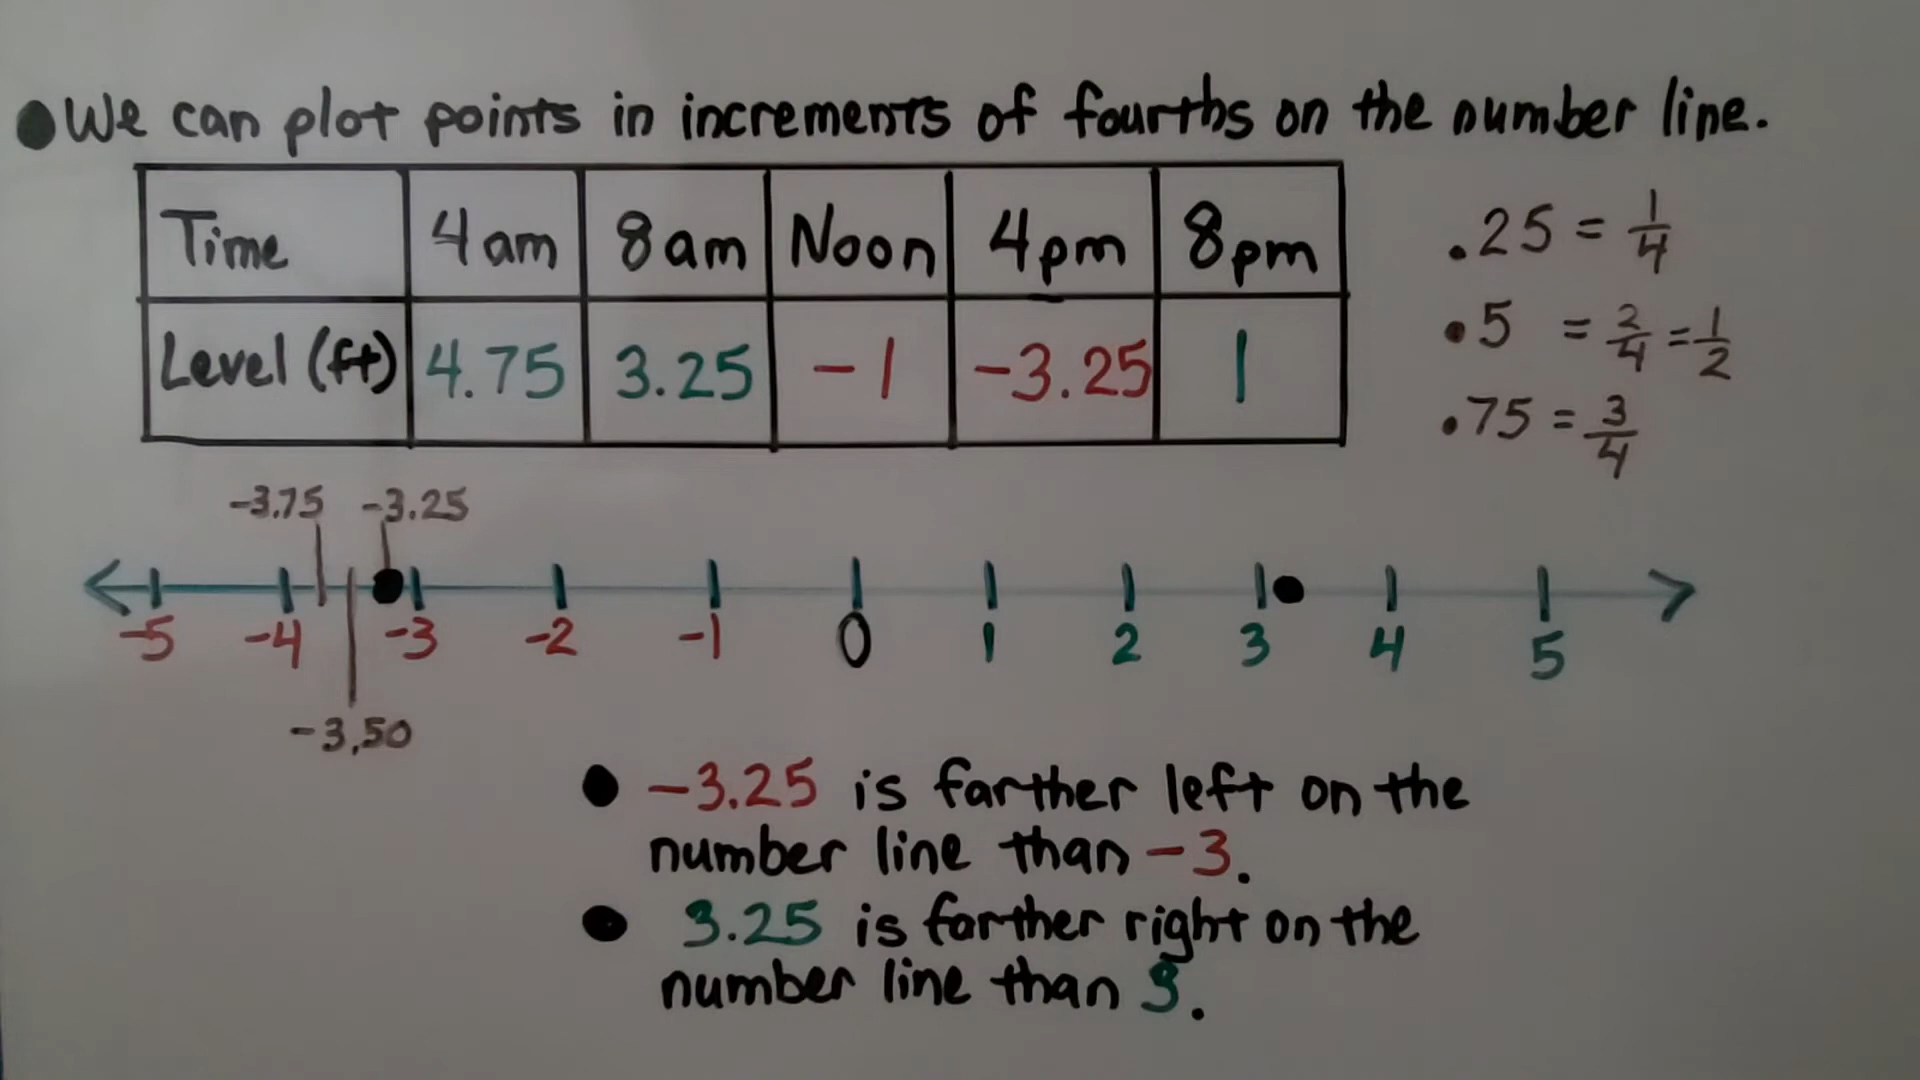 ● We can plot points in increments of fourths on the number line.
Time 4am 8am Noon 4pm 8pm
Level (ft) 4.75 3.25 -1 -3.25 1
.25 = 1/4
.5 = 2/4 = 1/2
.75 = 3/4
-3.75 -3.25
-5 -4 -3 -2 -1 0 1 2 3 4 5
-3.50
● -3.25 is farther left on the
number line than -3.
● 3.25 is farther right on the
number line than 3.